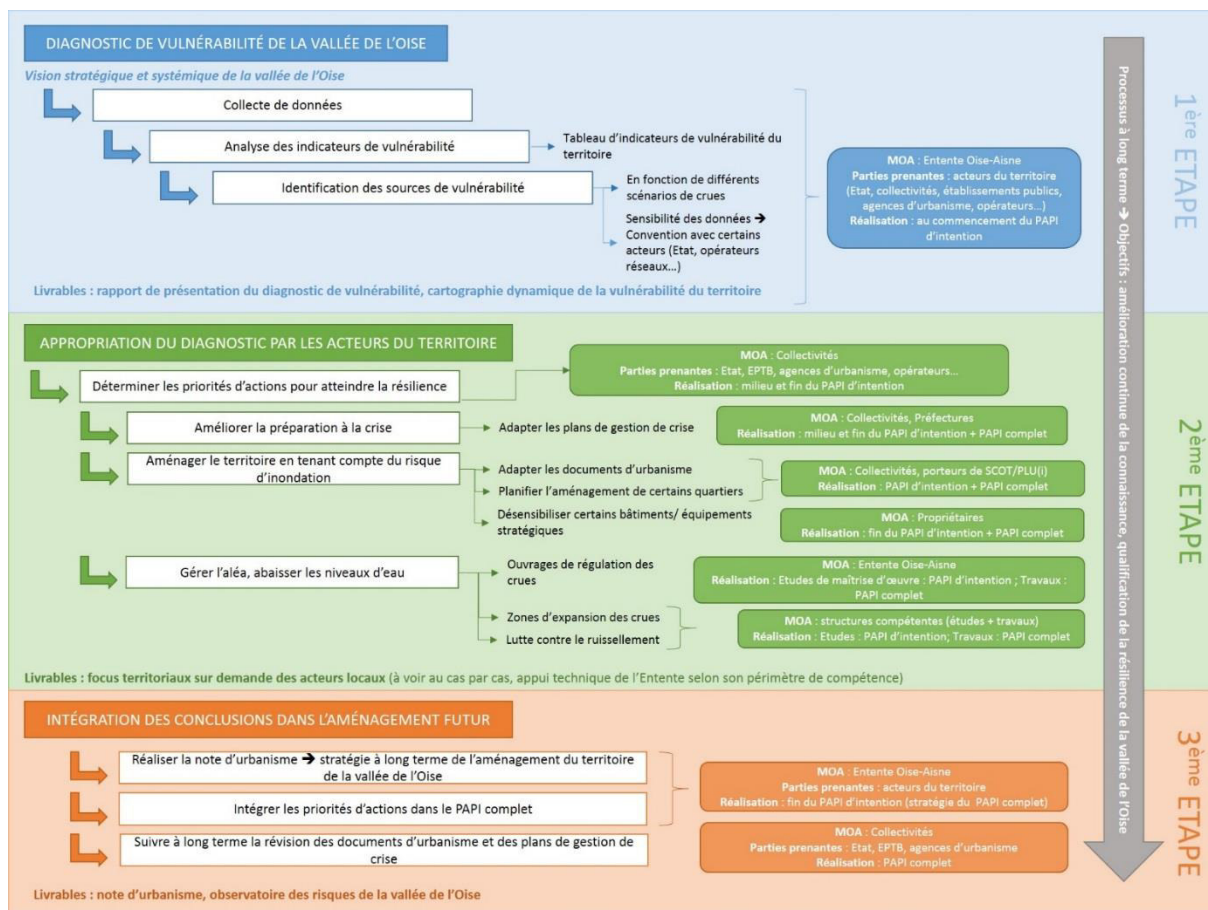 DIAGNOSTIC DE VULNÉRABILITÉ DE LA VALLÉE DE L'OISE
Vision stratégique et systémique de la vallée de l'Oise
Collecte de données
Analyse des indicateurs de vulnérabilité
Tableau d'indicateurs de vulnérabilité du
territoire
Identification des sources de vulnérabilité
En fonction de différents
scénarios de crues
Sensibilité des données ➔
Convention avec certains
acteurs (Etat, opérateurs
réseaux…)
MOA : Entente Oise-Aisne
Parties prenantes : acteurs du territoire
(Etat, collectivités, établissements publics,
agences d'urbanisme, opérateurs…)
Réalisation : au commencement du PAPI
d'intention
Livrables : rapport de présentation du diagnostic de vulnérabilité, cartographie dynamique de la vulnérabilité du territoire
1ère ETAPE
APPROPRIATION DU DIAGNOSTIC PAR LES ACTEURS DU TERRITOIRE
Déterminer les priorités d'actions pour atteindre la résilience
MOA : Collectivités
Parties prenantes : Etat, EPTB, agences d'urbanisme, opérateurs…
Réalisation : milieu et fin du PAPI d'intention
Améliorer la préparation à la crise
Adapter les plans de gestion de crise
MOA : Collectivités, Préfectures
Réalisation : milieu et fin du PAPI d'intention + PAPI complet
Aménager le territoire en tenant compte du risque
d'inondation
Adapter les documents d'urbanisme
Planifier l'aménagement de certains quartiers
MOA : Collectivités, porteurs de SCOT/PLU(i)
Réalisation : PAPI d'intention + PAPI complet
Désensibiliser certains bâtiments/ équipements
stratégiques
MOA : Propriétaires
Réalisation : fin du PAPI d'intention + PAPI complet
Gérer l'aléa, abaisser les niveaux d'eau
Ouvrages de régulation des
crues
MOA : Entente Oise-Aisne
Réalisation : Etudes de maîtrise d'œuvre : PAPI d'intention ; Travaux :
PAPI complet
Zones d'expansion des crues
Lutte contre le ruissellement
MOA : structures compétentes (études + travaux)
Réalisation : Etudes : PAPI d'intention; Travaux : PAPI complet
Livrables : focus territoriaux sur demande des acteurs locaux (à voir au cas par cas, appui technique de l'Entente selon son périmètre de compétence)
2ème ETAPE
INTÉGRATION DES CONCLUSIONS DANS L'AMÉNAGEMENT FUTUR
Réaliser la note d'urbanisme ➔ stratégie à long terme de l'aménagement du territoire
de la vallée de l'Oise
Intégrer les priorités d'actions dans le PAPI complet
MOA : Entente Oise-Aisne
Parties prenantes : acteurs du territoire
Réalisation : fin du PAPI d'intention (stratégie du PAPI complet)
Suivre à long terme la révision des documents d'urbanisme et des plans de gestion de
crise
MOA : Collectivités
Parties prenantes : Etat, EPTB, agences d'urbanisme
Réalisation : PAPI complet
Livrables : note d'urbanisme, observatoire des risques de la vallée de l'Oise
3ème ETAPE
Processus à long terme ➔ Objectifs : amélioration continue de la connaissance, qualification de la résilience de la vallée de l'Oise